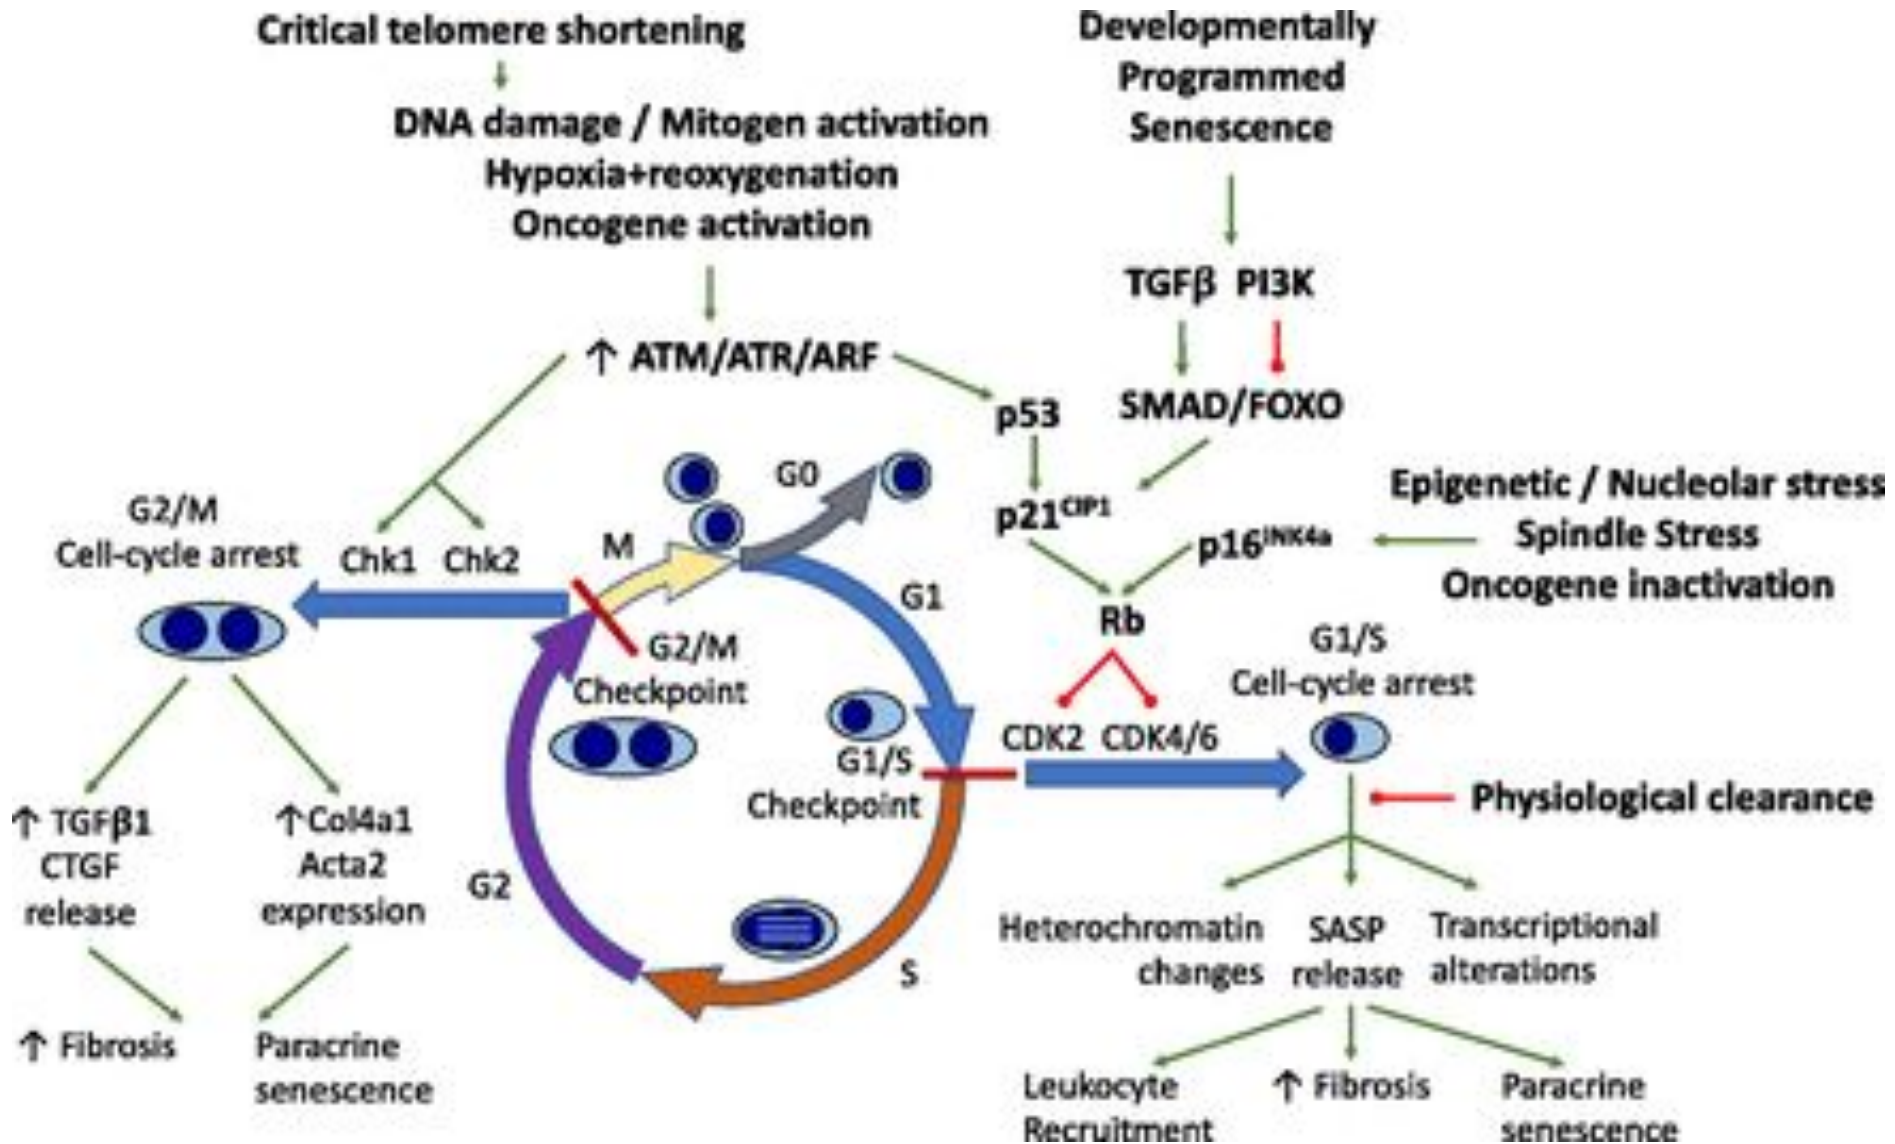 Critical telomere shortening
DNA damage / Mitogen activation
Hypoxia+reoxygenation
Oncogene activation
↑ ATM/ATR/ARF
Developmentally
Programmed
Senescence
TGFβ PI3K
SMAD/FOXO
p53
p21CIP1
p16INK4a
Epigenetic / Nucleolar stress
Spindle Stress
Oncogene inactivation
Rb
CDK2 CDK4/6
G1/S
Cell-cycle arrest
Physiological clearance
Heterochromatin
changes
SASP
release
Transcriptional
alterations
Leukocyte
Recruitment
↑ Fibrosis
Paracrine
senescence
G2/M
Cell-cycle arrest
Chk1 Chk2
M
G0
G1
G2/M
Checkpoint
G1/S
Checkpoint
G2
S
↑ TGFβ1
CTGF
release
↑Col4a1
Acta2
expression
↑ Fibrosis
Paracrine
senescence